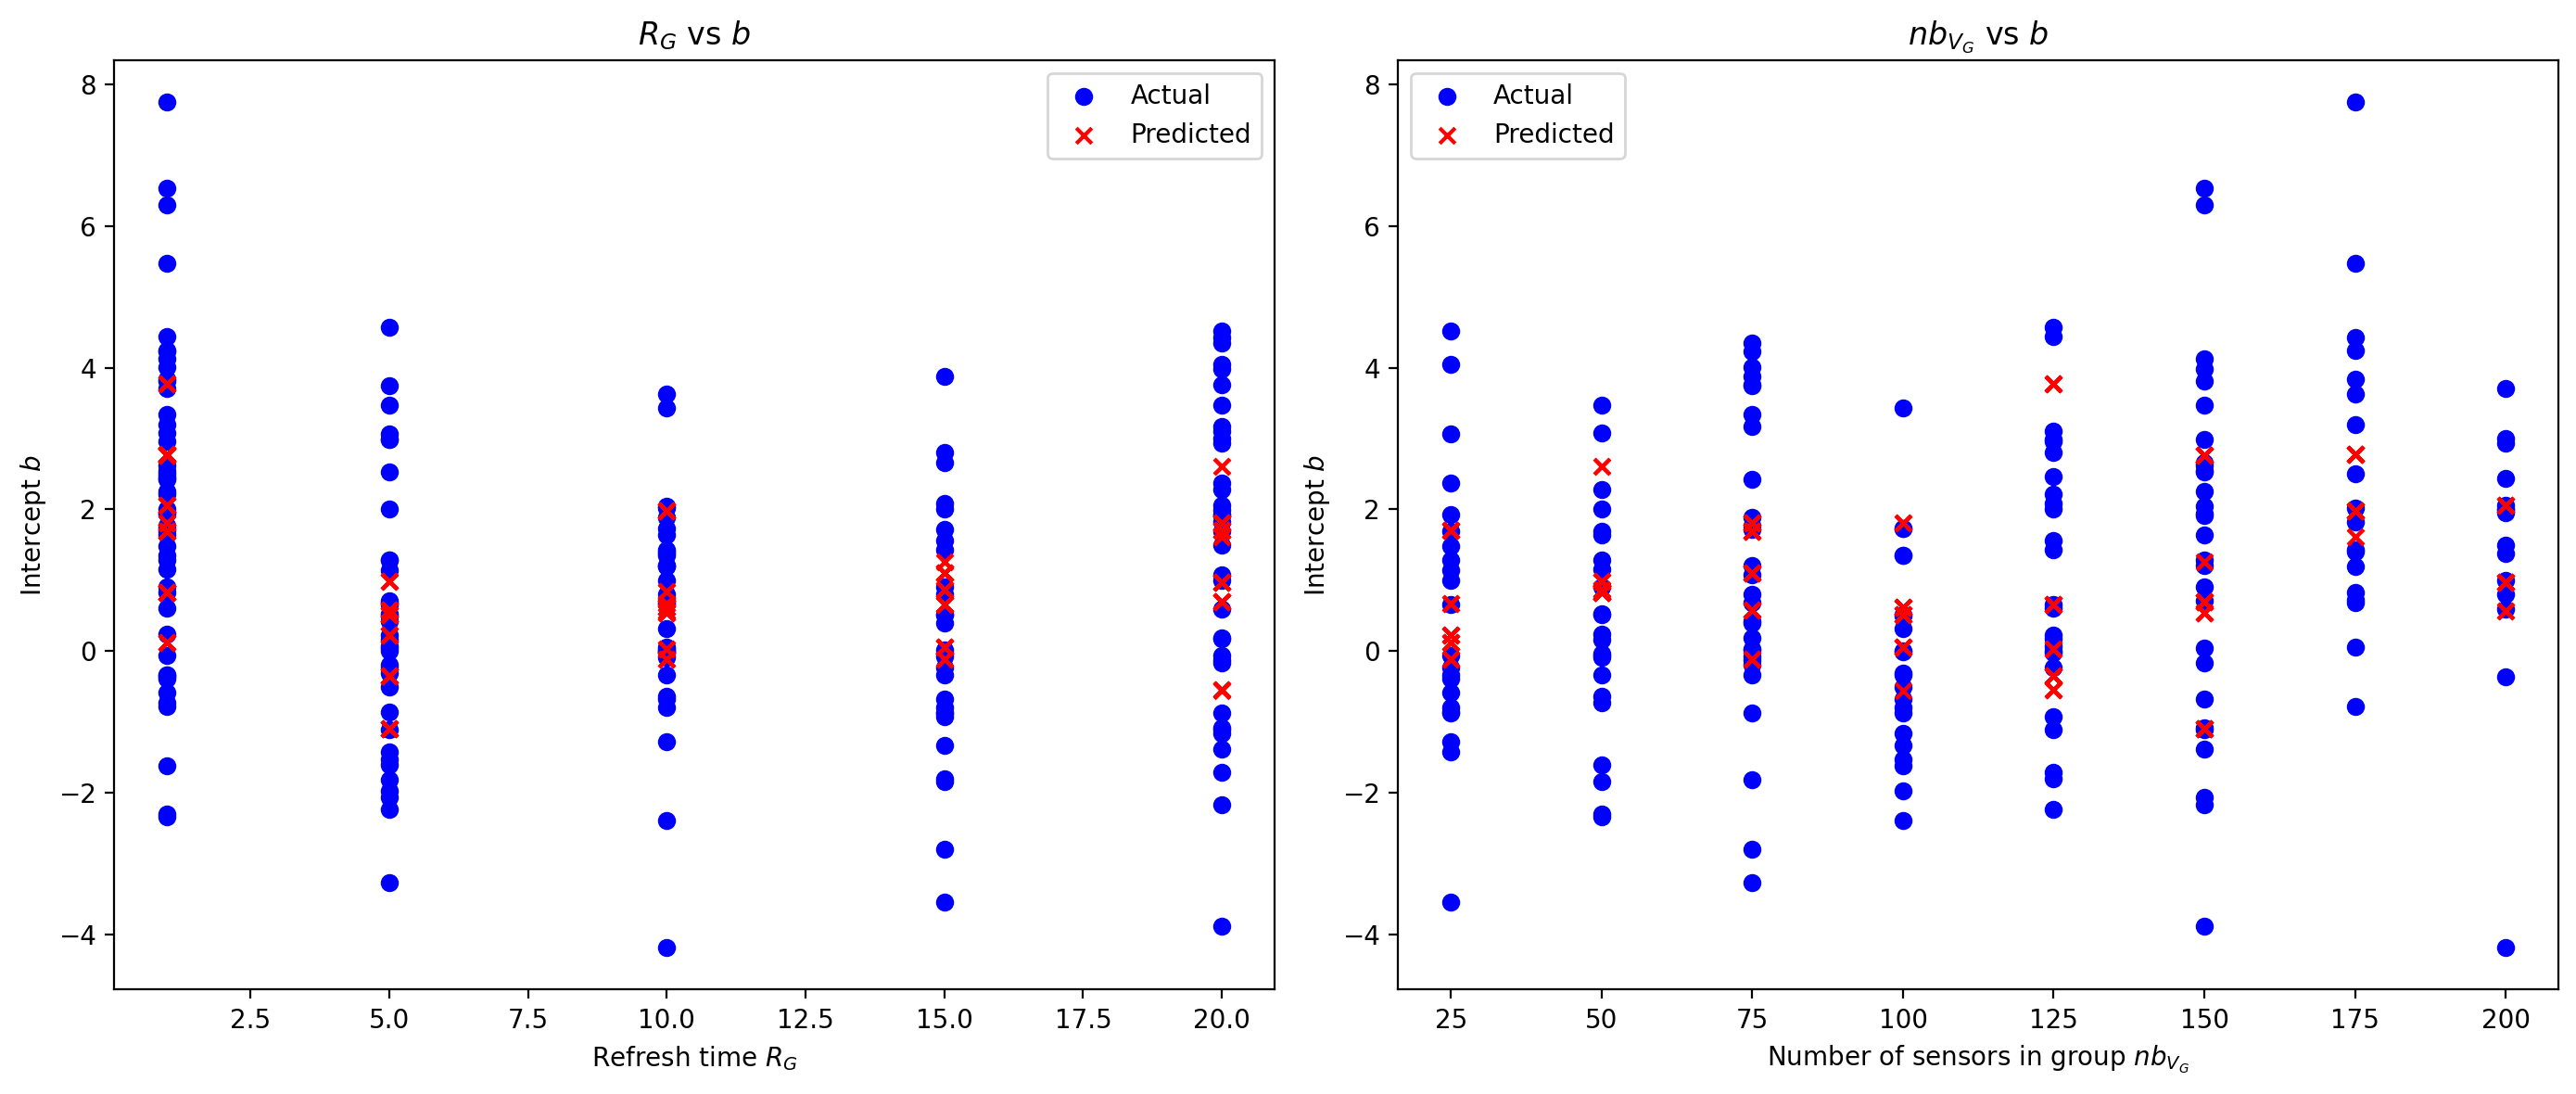 R_G vs b
8
6
4
2
0
−2
−4
Intercept b
Actual
Predicted
2.5 5.0 7.5 10.0 12.5 15.0 17.5 20.0
Refresh time R_G
nb_{V_G} vs b
8
6
4
2
0
−2
−4
Intercept b
Actual
Predicted
25 50 75 100 125 150 175 200
Number of sensors in group nb_{V_G}